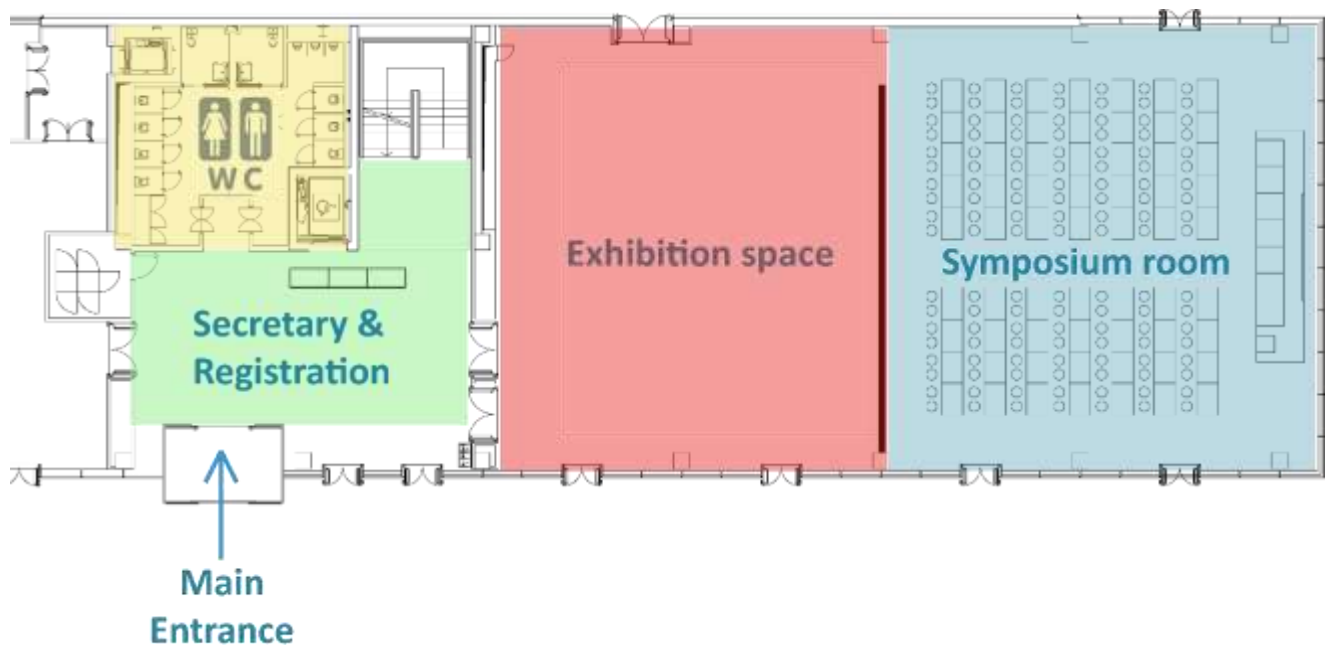 WC
Secretary &
Registration
Exhibition space
Symposium room
Main
Entrance